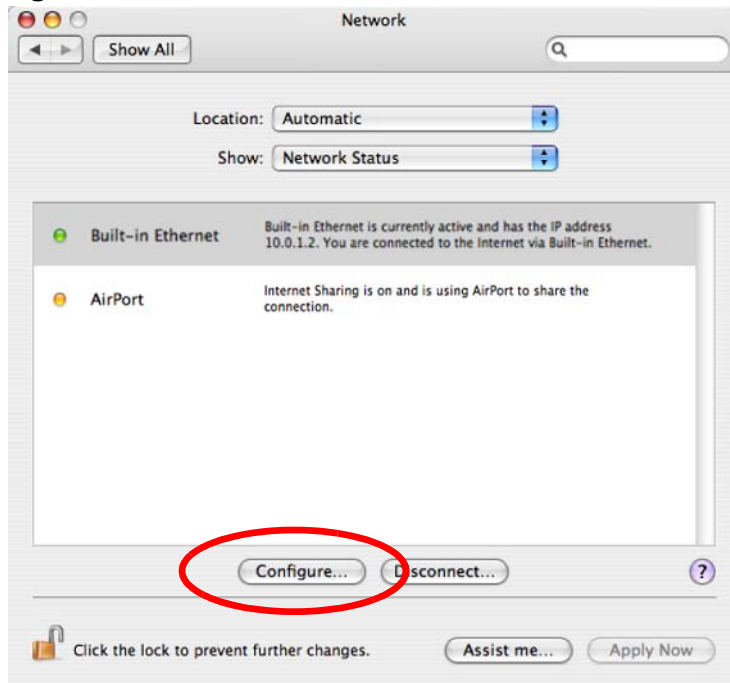 Network
Show All
Location: Automatic
Show: Network Status
Built-in Ethernet
Built-in Ethernet is currently active and has the IP address
10.0.1.2. You are connected to the Internet via Built-in Ethernet.
AirPort
Internet Sharing is on and is using AirPort to share the
connection.
Configure... Disconnect... ?
Click the lock to prevent further changes. Assist me... Apply Now